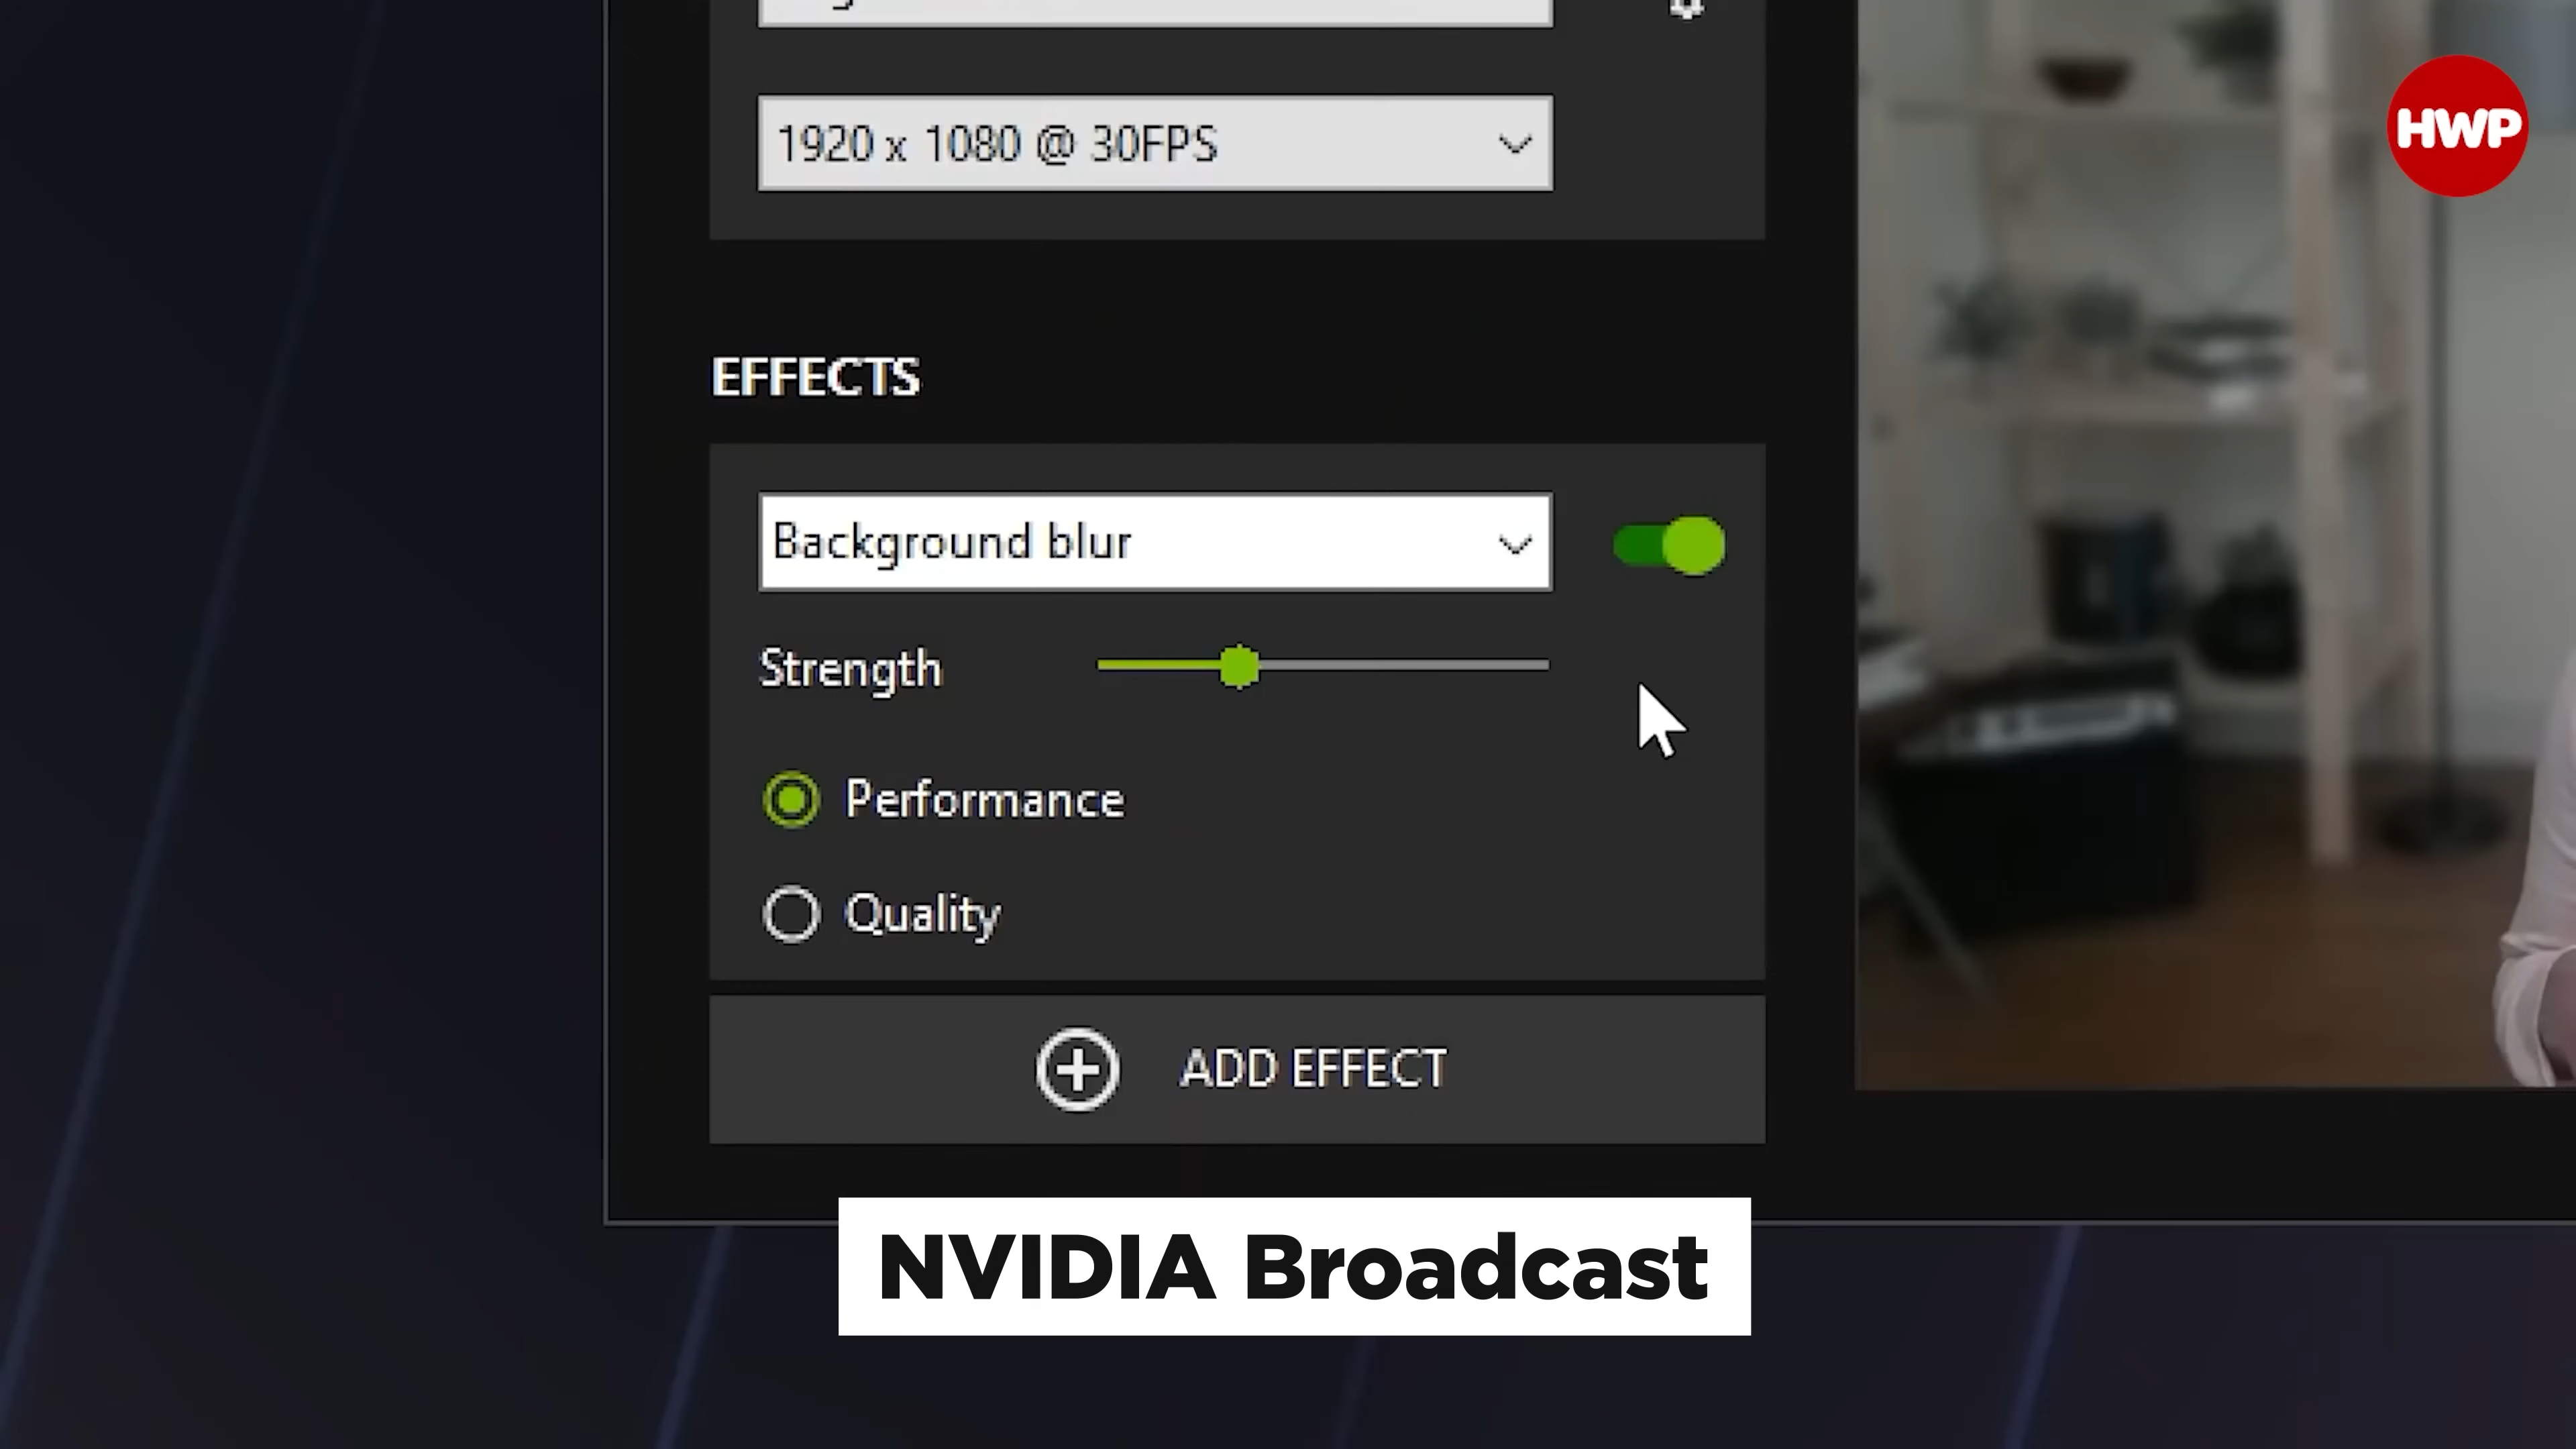 HWP
1920 x 1080 @ 30FPS
EFFECTS
Background blur
Strength
Performance
Quality
ADD EFFECT
NVIDIA Broadcast